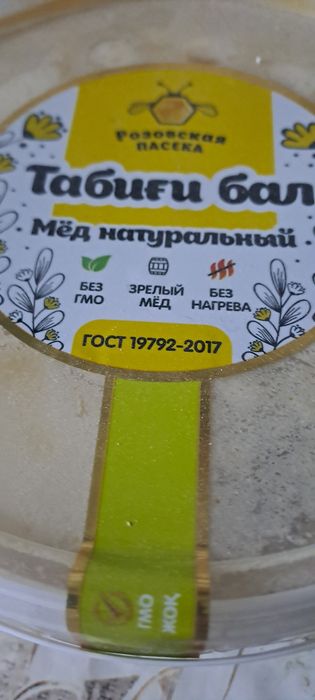 Розовская
ПАСЕКА
Табиғи бал
Мёд натуральный
БЕЗ
ГМО
ЗРЕЛЫЙ
МЁД
БЕЗ
НАГРЕВА
ГОСТ 19792-2017
ГМО
ЖОҚ